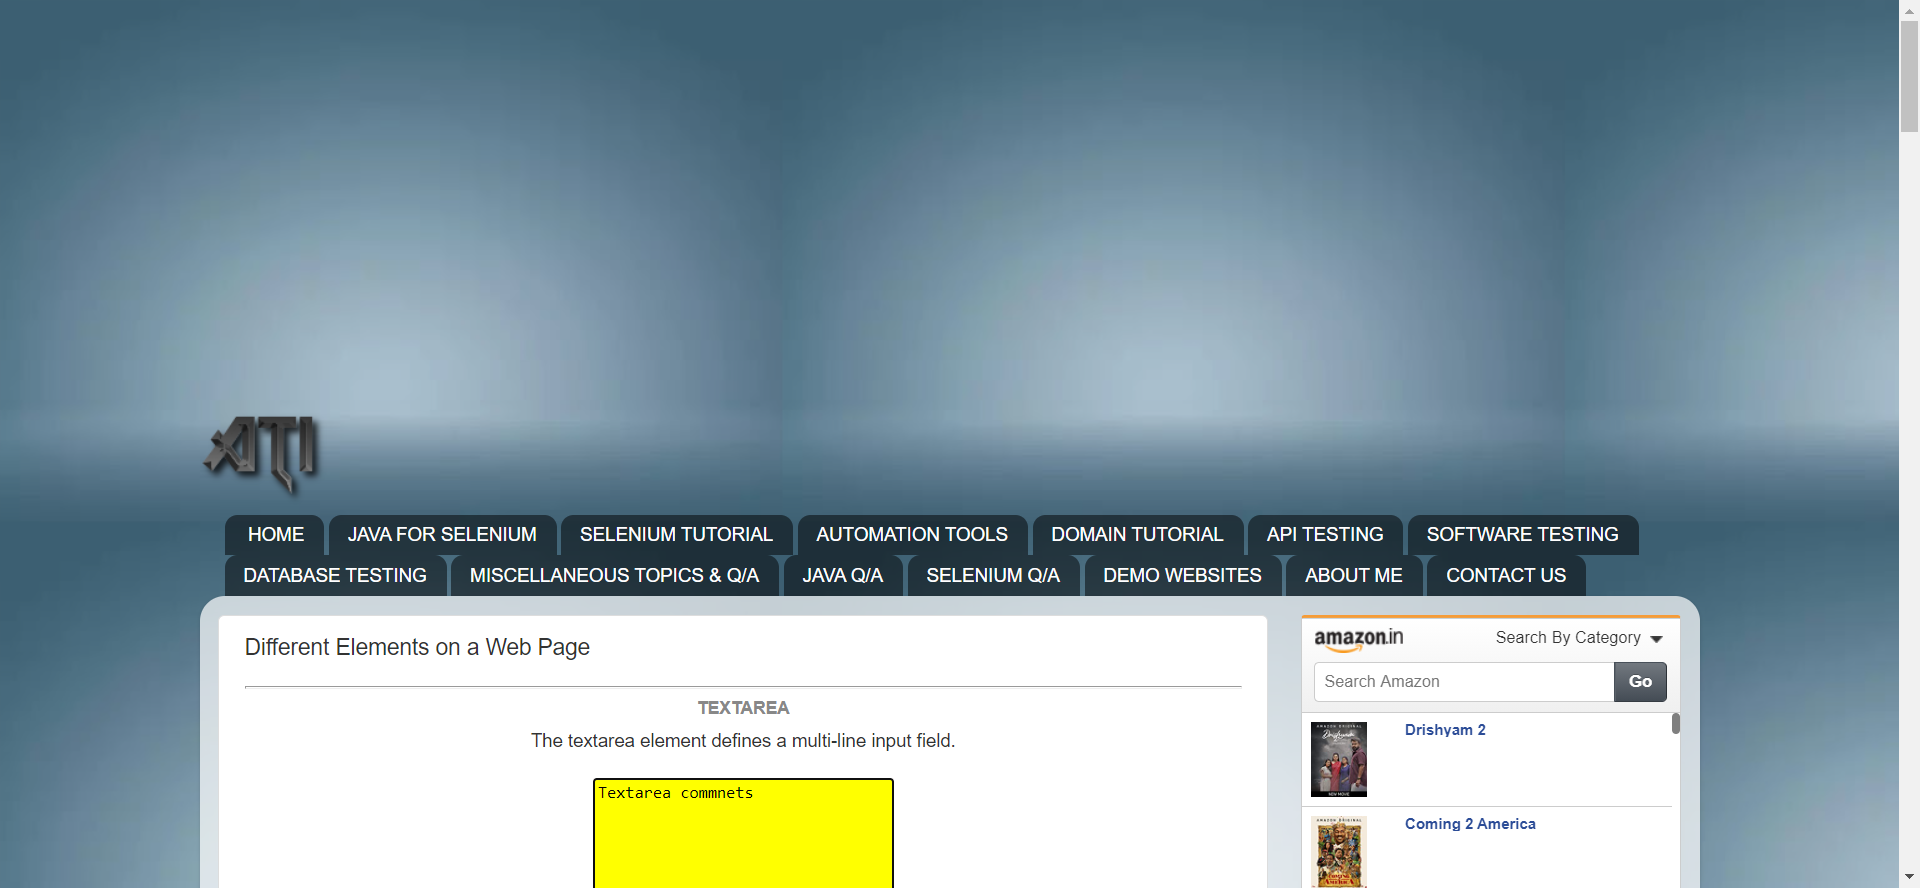 ATI
HOME JAVA FOR SELENIUM SELENIUM TUTORIAL AUTOMATION TOOLS DOMAIN TUTORIAL API TESTING SOFTWARE TESTING
DATABASE TESTING MISCELLANEOUS TOPICS & Q/A JAVA Q/A SELENIUM Q/A DEMO WEBSITES ABOUT ME CONTACT US
Different Elements on a Web Page
TEXTAREA
The textarea element defines a multi-line input field.
Textarea commnets
amazon.in Search By Category
Search Amazon Go
Drishyam 2
Coming 2 America